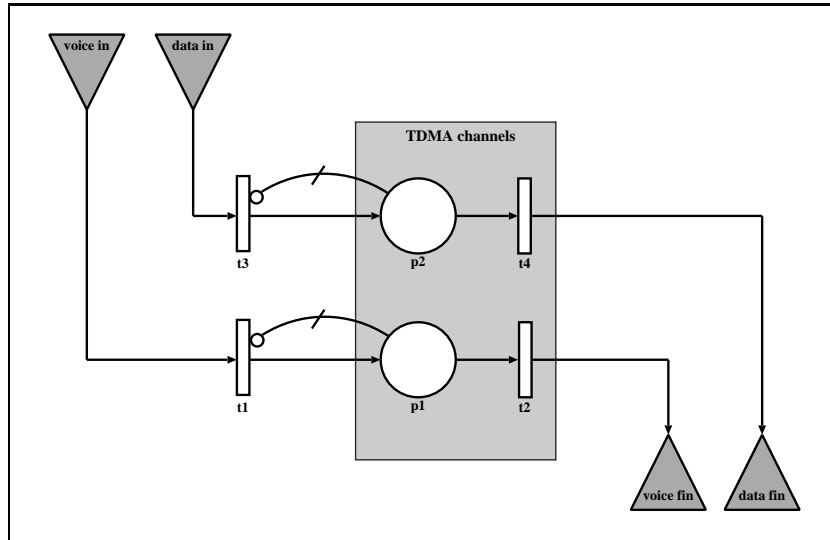 voice in
data in
TDMA channels
t3
p2
t4
t1
p1
t2
voice fin
data fin